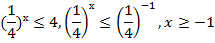 (1/4)ˣ ≤ 4, (1/4)ˣ ≤ (1/4)⁻¹, x ≥ −1